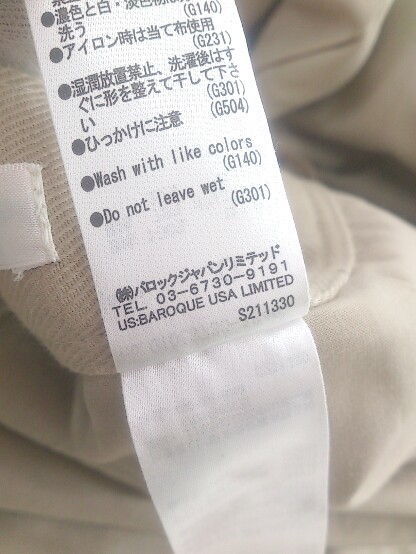 ●濃色と白・淡色物は
(G140)
洗う
●アイロン時は当て布使用
(G231)
●湿潤放置禁止、洗濯後はす
ぐに形を整えて干して下さ
(G301)
い
(G504)
●ひっかけに注意
●Wash with like colors
(G140)
●Do not leave wet
(G301)
㈱バロックジャパンリミテッド
TEL 03-6730-9191
US:BAROQUE USA LIMITED
S211330